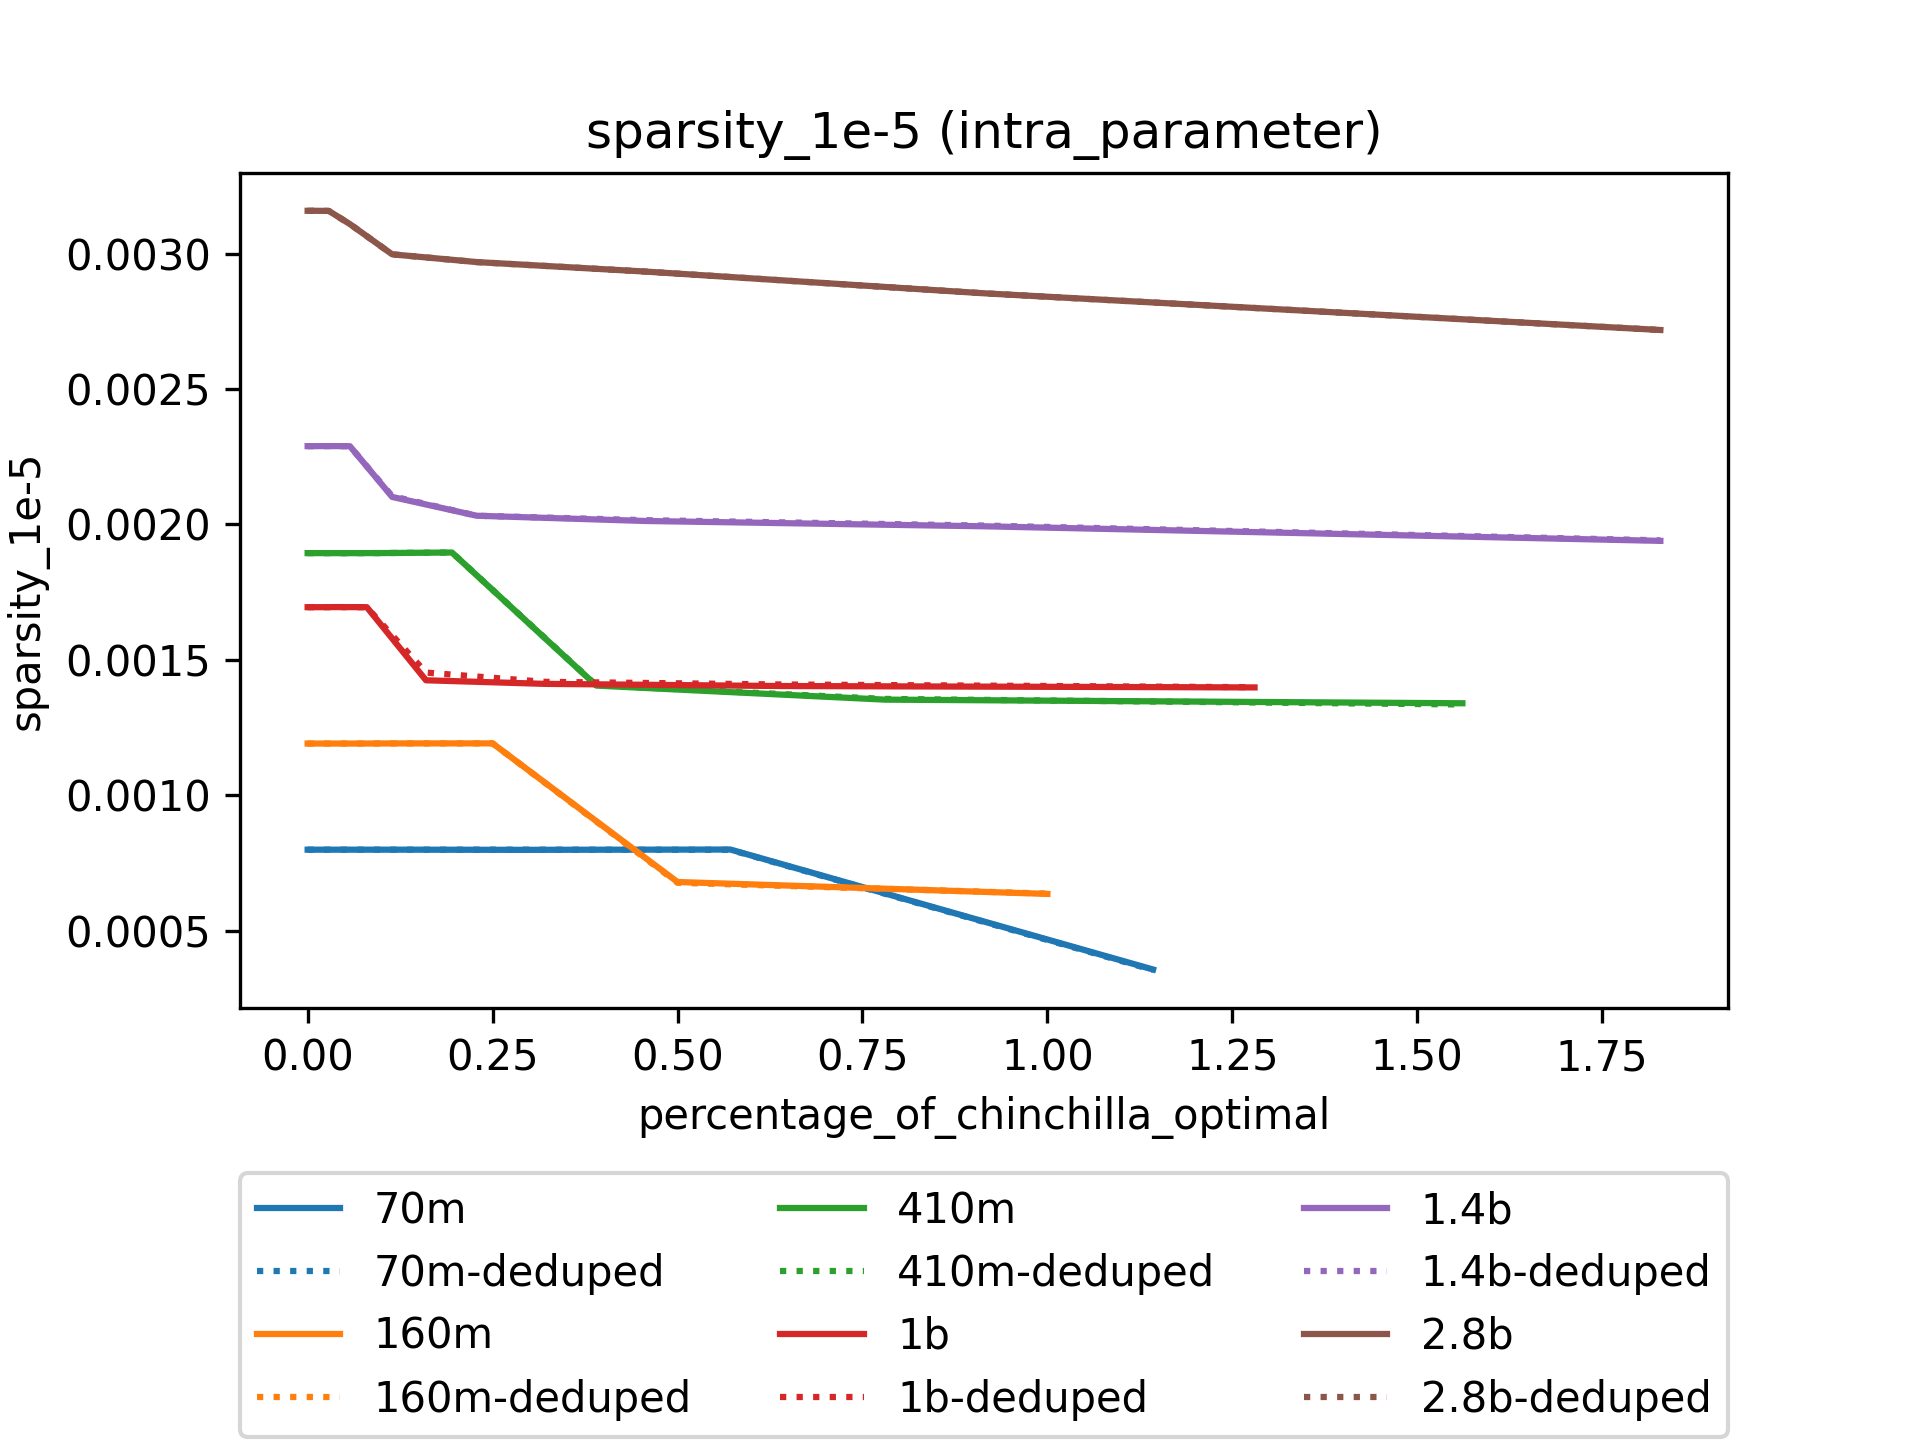 sparsity_1e-5 (intra_parameter)
sparsity_1e-5
0.0030
0.0025
0.0020
0.0015
0.0010
0.0005
0.00 0.25 0.50 0.75 1.00 1.25 1.50 1.75
percentage_of_chinchilla_optimal
70m 410m 1.4b
70m-deduped 410m-deduped 1.4b-deduped
160m 1b 2.8b
160m-deduped 1b-deduped 2.8b-deduped